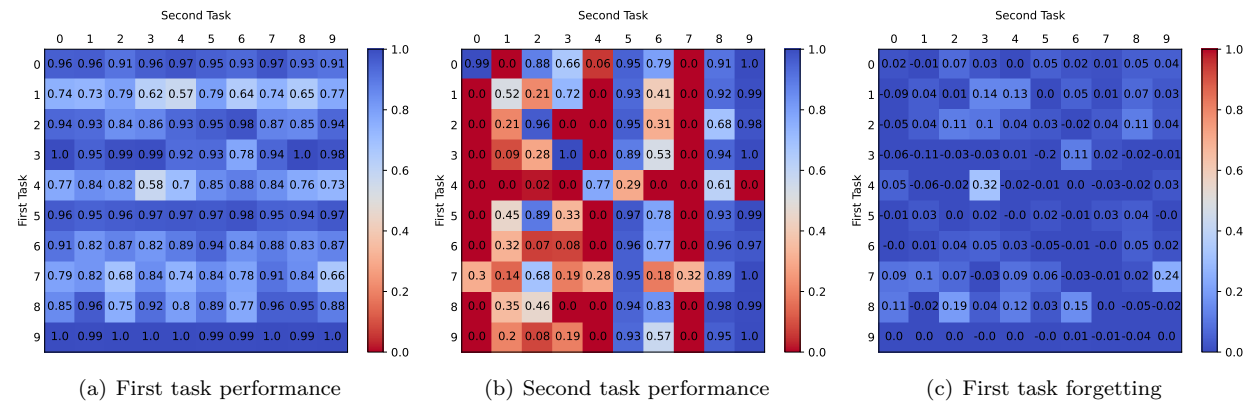 Second Task
0 1 2 3 4 5 6 7 8 9
First Task
0 0.96 0.96 0.91 0.96 0.97 0.95 0.93 0.97 0.93 0.91
1 0.74 0.73 0.79 0.62 0.57 0.79 0.64 0.74 0.65 0.77
2 0.94 0.93 0.84 0.86 0.93 0.95 0.98 0.87 0.85 0.94
3 1.0 0.95 0.99 0.99 0.92 0.93 0.78 0.94 1.0 0.98
4 0.77 0.84 0.82 0.58 0.7 0.85 0.88 0.84 0.76 0.73
5 0.96 0.95 0.96 0.97 0.97 0.97 0.98 0.95 0.94 0.97
6 0.91 0.82 0.87 0.82 0.89 0.94 0.84 0.88 0.83 0.87
7 0.79 0.82 0.68 0.84 0.74 0.84 0.78 0.91 0.84 0.66
8 0.85 0.96 0.75 0.92 0.8 0.89 0.77 0.96 0.95 0.88
9 1.0 0.99 1.0 1.0 1.0 0.99 0.99 0.99 1.0 1.0
1.0
0.8
0.6
0.4
0.2
0.0
(a) First task performance
Second Task
0 1 2 3 4 5 6 7 8 9
First Task
0 0.99 0.0 0.88 0.66 0.06 0.95 0.79 0.0 0.91 1.0
1 0.0 0.52 0.21 0.72 0.0 0.93 0.41 0.0 0.92 0.99
2 0.0 0.21 0.96 0.0 0.0 0.95 0.31 0.0 0.68 0.98
3 0.0 0.09 0.28 1.0 0.0 0.89 0.53 0.0 0.94 1.0
4 0.0 0.0 0.02 0.0 0.77 0.29 0.0 0.0 0.61 0.0
5 0.0 0.45 0.89 0.33 0.0 0.97 0.78 0.0 0.93 0.99
6 0.0 0.32 0.07 0.08 0.0 0.96 0.77 0.0 0.96 0.97
7 0.3 0.14 0.68 0.19 0.28 0.95 0.18 0.32 0.89 1.0
8 0.0 0.35 0.46 0.0 0.0 0.94 0.83 0.0 0.98 0.99
9 0.0 0.2 0.08 0.19 0.0 0.93 0.57 0.0 0.95 1.0
1.0
0.8
0.6
0.4
0.2
0.0
(b) Second task performance
Second Task
0 1 2 3 4 5 6 7 8 9
First Task
0 0.02 -0.01 0.07 0.03 0.0 0.05 0.02 0.01 0.05 0.04
1 -0.09 0.04 0.01 0.14 0.13 0.0 0.05 0.01 0.07 0.03
2 -0.05 0.04 0.11 0.1 0.04 0.03 -0.02 0.04 0.11 0.04
3 -0.06 -0.11 -0.03 -0.03 0.01 -0.2 0.11 0.02 -0.02 -0.01
4 0.05 -0.06 -0.02 0.32 -0.02 -0.01 0.0 -0.03 -0.02 0.03
5 -0.01 0.03 0.0 0.02 -0.0 0.01 0.01 0.03 0.04 -0.0
6 -0.0 0.01 0.04 0.06 0.03 -0.05 -0.01 -0.0 0.05 0.02
7 0.09 0.1 0.07 -0.03 0.09 0.06 -0.03 -0.01 0.02 0.24
8 0.11 -0.02 0.19 0.04 0.12 0.03 0.15 0.0 -0.05 -0.02
9 0.0 0.0 0.0 -0.0 -0.0 0.01 0.0 0.01 -0.0 0.0
1.0
0.8
0.6
0.4
0.2
0.0
(c) First task forgetting